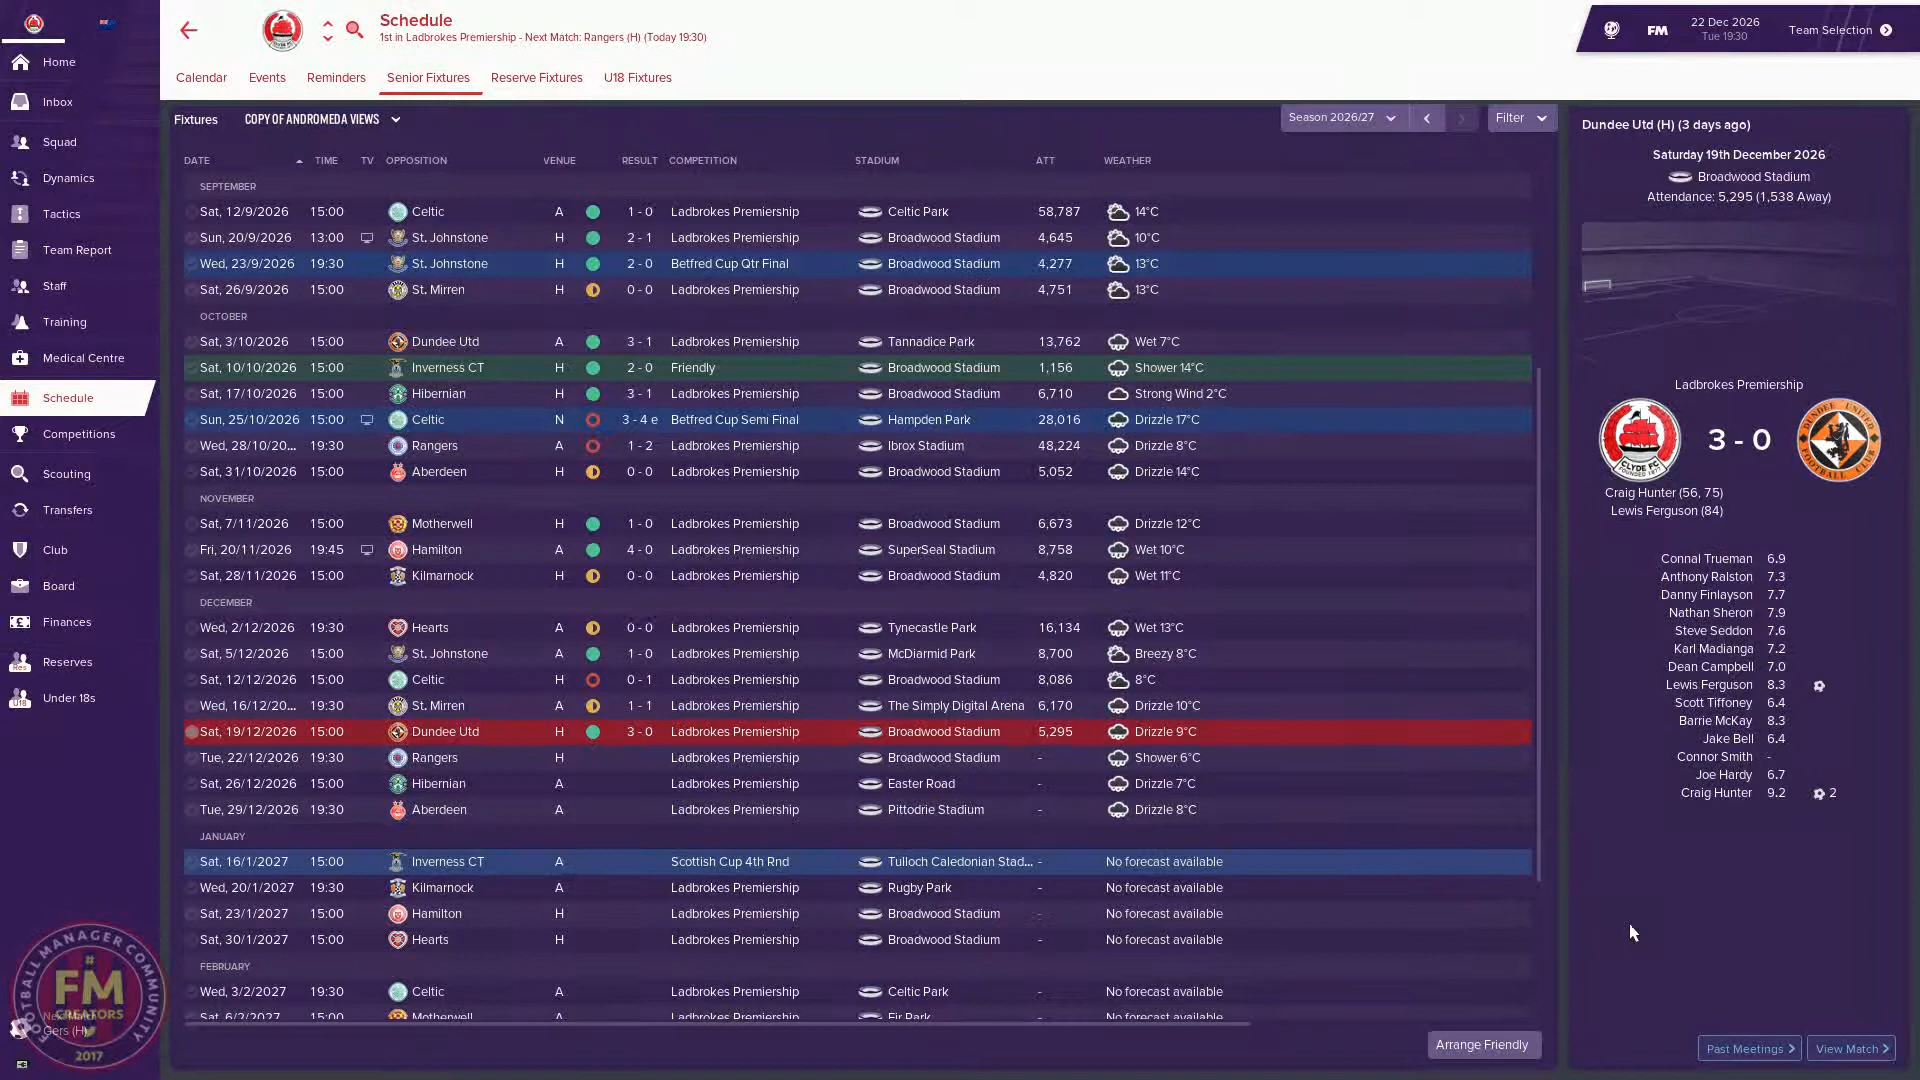 Schedule
1st in Ladbrokes Premiership - Next Match: Rangers (H) (Today 19:30)
FM
22 Dec 2026
Tue 19:30
Team Selection
Calendar Events Reminders Senior Fixtures Reserve Fixtures U18 Fixtures
Home
Inbox
Squad
Dynamics
Tactics
Team Report
Staff
Training
Medical Centre
Schedule
Competitions
Scouting
Transfers
Club
Board
Finances
Reserves
Under 18s
Fixtures COPY OF ANDROMEDA VIEWS Season 2026/27 Filter
DATE TIME TV OPPOSITION VENUE RESULT COMPETITION STADIUM ATT WEATHER
SEPTEMBER
Sat, 12/9/2026 15:00 Celtic A 1 - 0 Ladbrokes Premiership Celtic Park 58,787 14°C
Sun, 20/9/2026 13:00 St. Johnstone H 2 - 1 Ladbrokes Premiership Broadwood Stadium 4,645 10°C
Wed, 23/9/2026 19:30 St. Johnstone H 2 - 0 Betfred Cup Qtr Final Broadwood Stadium 4,277 13°C
Sat, 26/9/2026 15:00 St. Mirren H 0 - 0 Ladbrokes Premiership Broadwood Stadium 4,751 13°C
OCTOBER
Sat, 3/10/2026 15:00 Dundee Utd A 3 - 1 Ladbrokes Premiership Tannadice Park 13,762 Wet 7°C
Sat, 10/10/2026 15:00 Inverness CT H 2 - 0 Friendly Broadwood Stadium 1,156 Shower 14°C
Sat, 17/10/2026 15:00 Hibernian H 3 - 1 Ladbrokes Premiership Broadwood Stadium 6,710 Strong Wind 2°C
Sun, 25/10/2026 15:00 Celtic N 3 - 4 e Betfred Cup Semi Final Hampden Park 28,016 Drizzle 17°C
Wed, 28/10/20... 19:30 Rangers A 1 - 2 Ladbrokes Premiership Ibrox Stadium 48,224 Drizzle 8°C
Sat, 31/10/2026 15:00 Aberdeen H 0 - 0 Ladbrokes Premiership Broadwood Stadium 5,052 Drizzle 14°C
NOVEMBER
Sat, 7/11/2026 15:00 Motherwell H 1 - 0 Ladbrokes Premiership Broadwood Stadium 6,673 Drizzle 12°C
Fri, 20/11/2026 19:45 Hamilton A 4 - 0 Ladbrokes Premiership SuperSeal Stadium 8,758 Wet 10°C
Sat, 28/11/2026 15:00 Kilmarnock H 0 - 0 Ladbrokes Premiership Broadwood Stadium 4,820 Wet 11°C
DECEMBER
Wed, 2/12/2026 19:30 Hearts A 0 - 0 Ladbrokes Premiership Tynecastle Park 16,134 Wet 13°C
Sat, 5/12/2026 15:00 St. Johnstone A 1 - 0 Ladbrokes Premiership McDiarmid Park 8,700 Breezy 8°C
Sat, 12/12/2026 15:00 Celtic H 0 - 1 Ladbrokes Premiership Broadwood Stadium 8,086 8°C
Wed, 16/12/20... 19:30 St. Mirren A 1 - 1 Ladbrokes Premiership The Simply Digital Arena 6,170 Drizzle 10°C
Sat, 19/12/2026 15:00 Dundee Utd H 3 - 0 Ladbrokes Premiership Broadwood Stadium 5,295 Drizzle 9°C
Tue, 22/12/2026 19:30 Rangers H Ladbrokes Premiership Broadwood Stadium - Shower 6°C
Sat, 26/12/2026 15:00 Hibernian A Ladbrokes Premiership Easter Road - Drizzle 7°C
Tue, 29/12/2026 19:30 Aberdeen A Ladbrokes Premiership Pittodrie Stadium - Drizzle 8°C
JANUARY
Sat, 16/1/2027 15:00 Inverness CT A Scottish Cup 4th Rnd Tulloch Caledonian Stad... - No forecast available
Wed, 20/1/2027 19:30 Kilmarnock A Ladbrokes Premiership Rugby Park - No forecast available
Sat, 23/1/2027 15:00 Hamilton H Ladbrokes Premiership Broadwood Stadium - No forecast available
Sat, 30/1/2027 15:00 Hearts H Ladbrokes Premiership Broadwood Stadium - No forecast available
FEBRUARY
Wed, 3/2/2027 19:30 Celtic A Ladbrokes Premiership Celtic Park - No forecast available
Sat, 6/2/2027 15:00 Motherwell A Ladbrokes Premiership Fir Park - No forecast available
Arrange Friendly
Dundee Utd (H) (3 days ago)
Saturday 19th December 2026
Broadwood Stadium
Attendance: 5,295 (1,538 Away)
Ladbrokes Premiership
CLYDE FC
3 - 0
DUNDEE UNITED FOOTBALL CLUB
Craig Hunter (56, 75)
Lewis Ferguson (84)
Connal Trueman 6.9
Anthony Ralston 7.3
Danny Finlayson 7.7
Nathan Sheron 7.9
Steve Seddon 7.6
Karl Madianga 7.2
Dean Campbell 7.0
Lewis Ferguson 8.3
Scott Tiffoney 6.4
Barrie McKay 8.3
Jake Bell 6.4
Connor Smith -
Joe Hardy 6.7
Craig Hunter 9.2 2
Past Meetings View Match
FOOTBALL MANAGER COMMUNITY
#
FM
CREATORS
2017
Next Match
Gers (H)